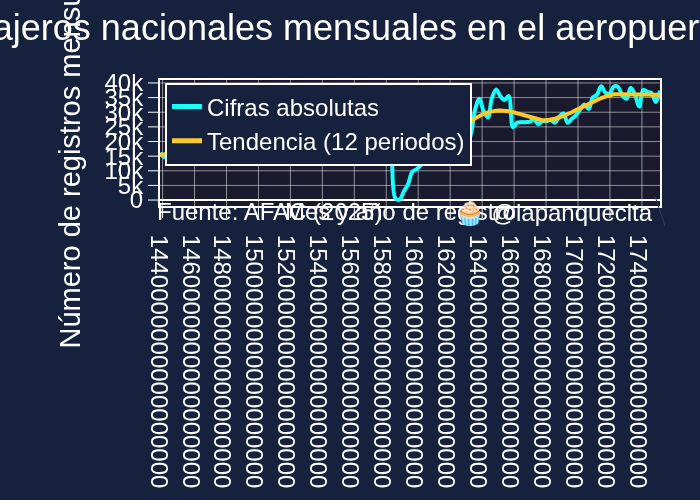 ajeros nacionales mensuales en el aeropuer
Número de registros mensu
40k
35k
30k
25k
20k
15k
10k
5k
0
Cifras absolutas
Tendencia (12 periodos)
Fuente: AFAC (2025)
Mes y año de registro
🧁 @lapanquecita
1440000000000000000
1460000000000000000
1480000000000000000
1500000000000000000
1520000000000000000
1540000000000000000
1560000000000000000
1580000000000000000
1600000000000000000
1620000000000000000
1640000000000000000
1660000000000000000
1680000000000000000
1700000000000000000
1720000000000000000
1740000000000000000